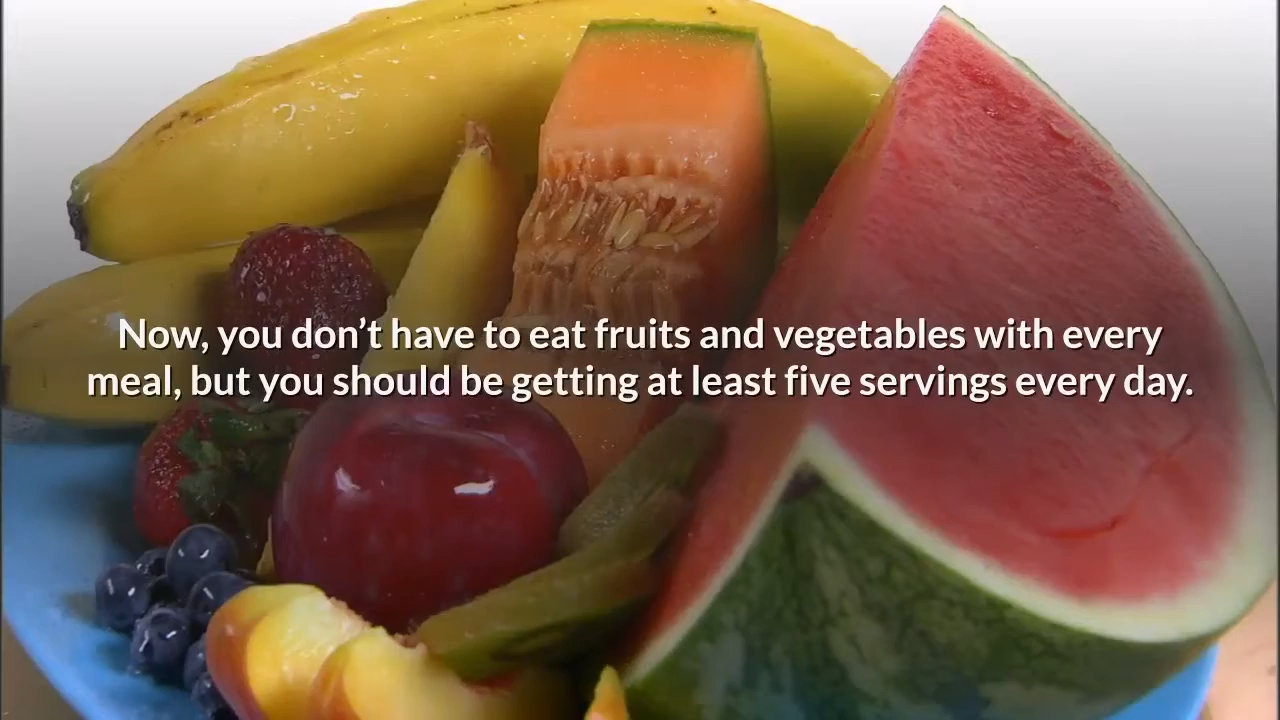 Now, you don’t have to eat fruits and vegetables with every
meal, but you should be getting at least five servings every day.